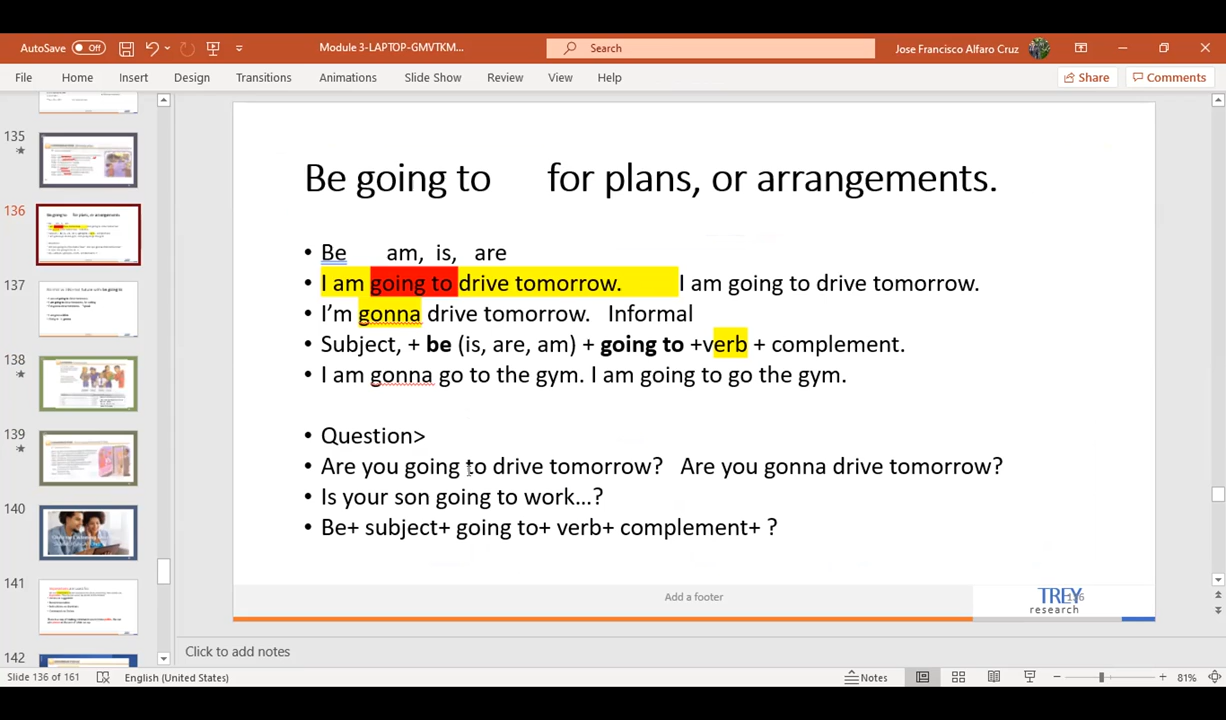 AutoSave Off Module 3-LAPTOP-GMVTKM... Search Jose Francisco Alfaro Cruz
File Home Insert Design Transitions Animations Slide Show Review View Help Share Comments
135
136
137
138
139
140
141
142
Be going to for plans, or arrangements.
• Be am, is, are
• I am going to drive tomorrow. I am going to drive tomorrow.
• I'm gonna drive tomorrow. Informal
• Subject, + be (is, are, am) + going to +verb + complement.
• I am gonna go to the gym. I am going to go the gym.
• Question>
• Are you going to drive tomorrow? Are you gonna drive tomorrow?
• Is your son going to work...?
• Be+ subject+ going to+ verb+ complement+ ?
Add a footer
TREY
research
Click to add notes
Slide 136 of 161 English (United States) Notes 81%